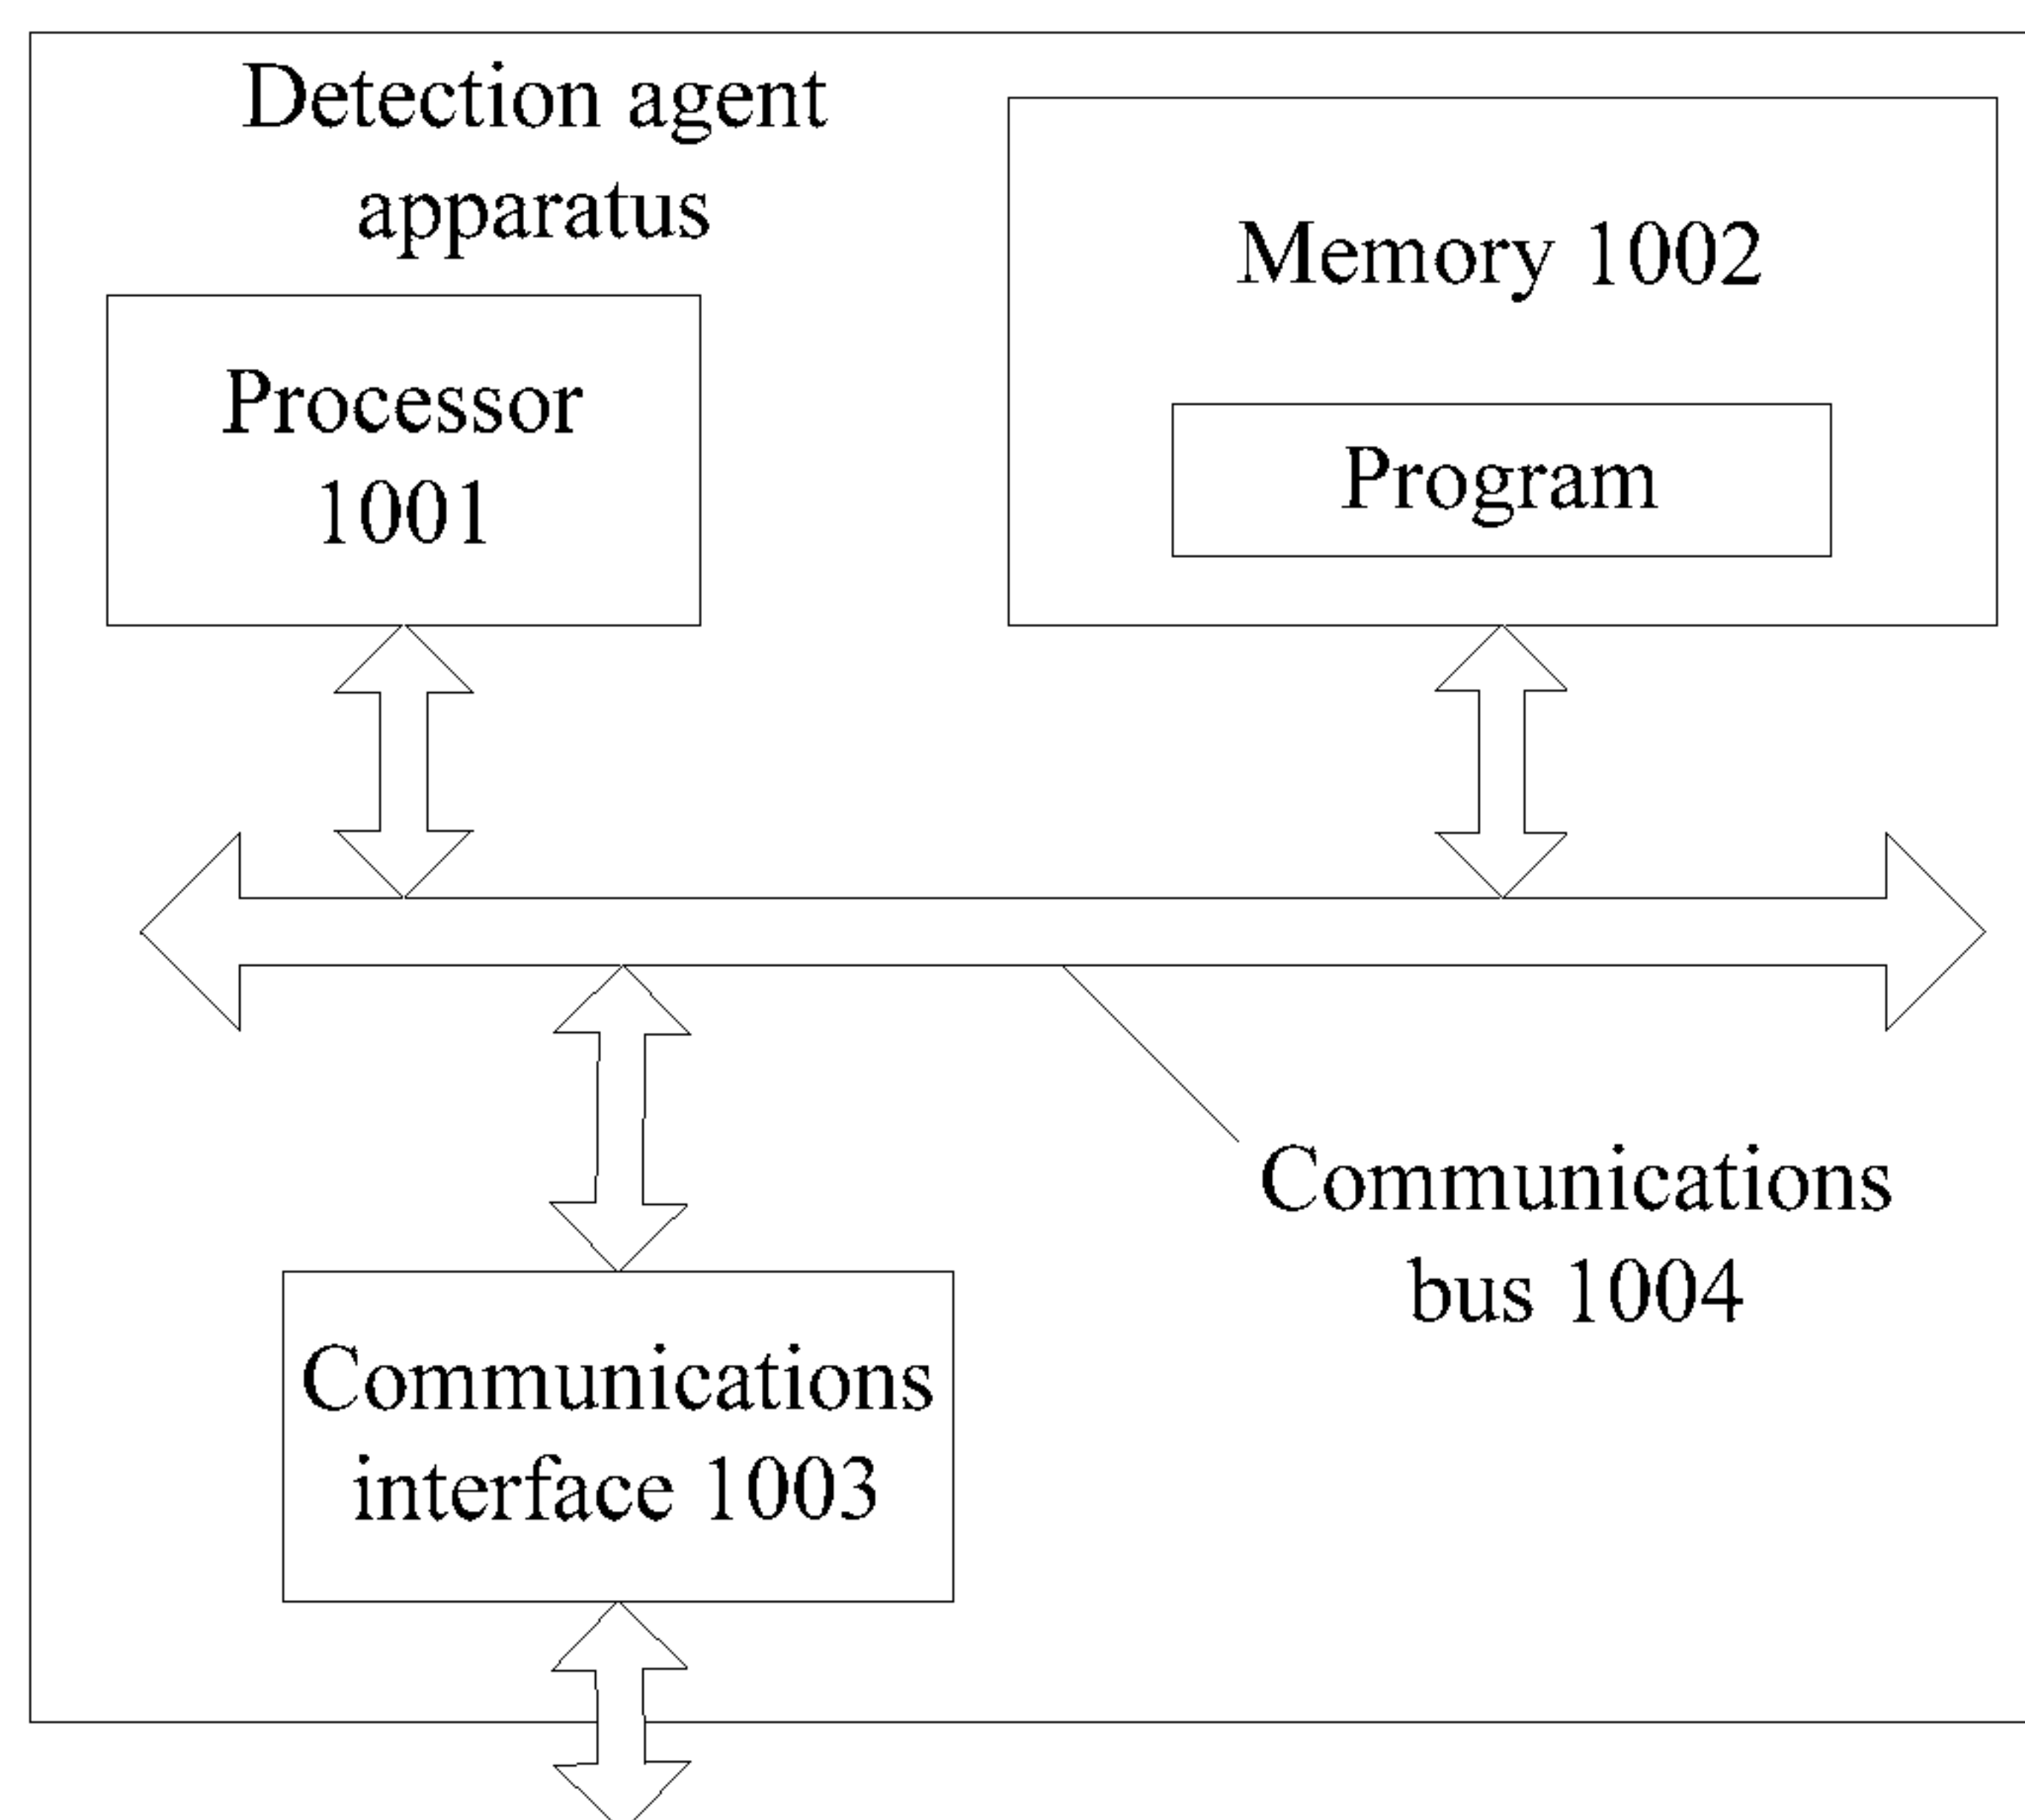 Detection agent
apparatus
Memory 1002
Processor
1001
Program
Communications
bus 1004
Communications
interface 1003